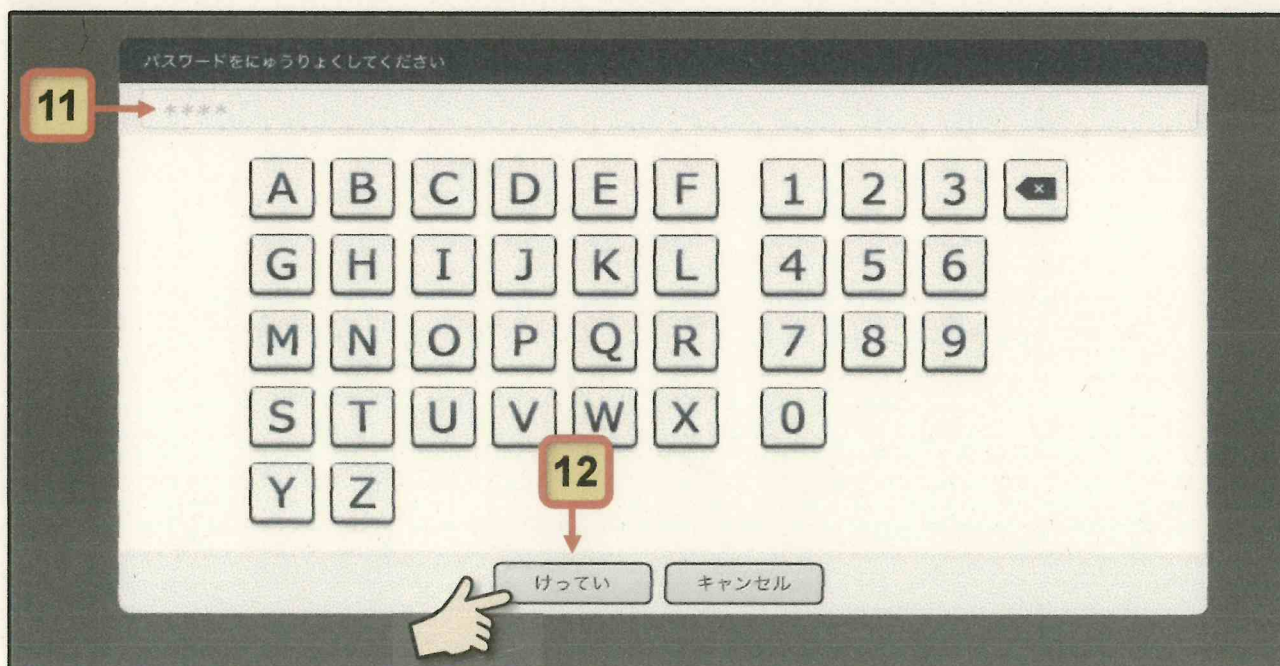 パスワードをにゅうりょくしてください
11
****
A B C D E F 1 2 3
G H I J K L 4 5 6
M N O P Q R 7 8 9
S T U V W X 0
12
Y Z
けってい キャンセル